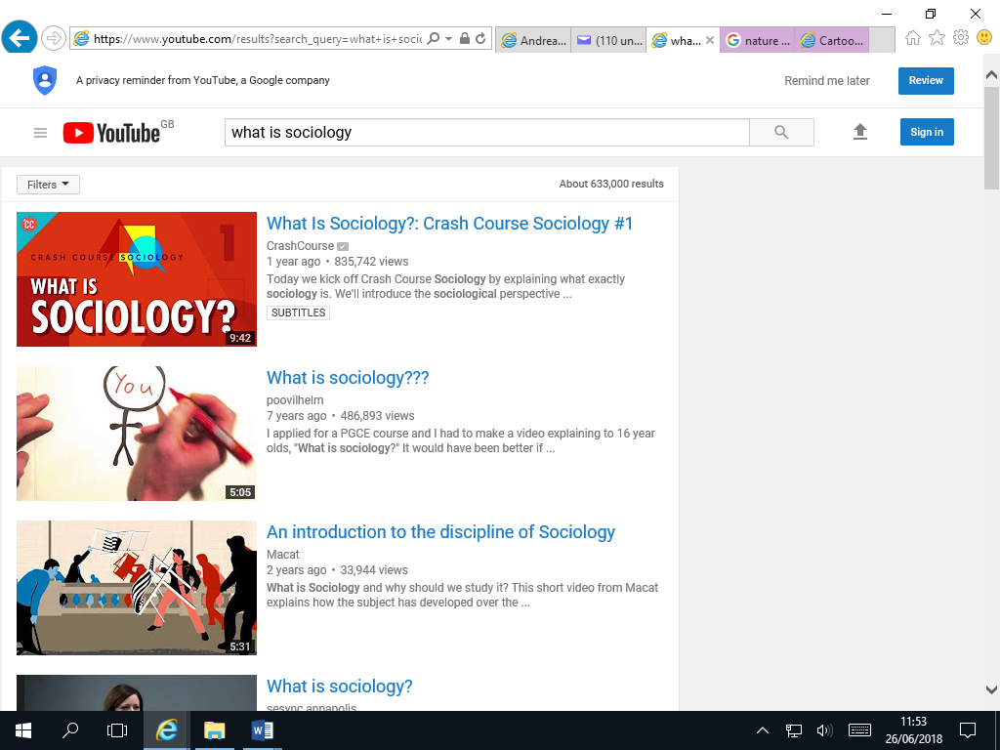 https://www.youtube.com/results?search_query=what+is+socic
Andrea...
(110 un...
wha...
nature ...
Cartoo...
A privacy reminder from YouTube, a Google company
Remind me later
Review
YouTube GB
what is sociology
Sign in
Filters
About 633,000 results
CC
CRASH COURSE SOCIOLOGY
1
WHAT IS
SOCIOLOGY?
9:42
What Is Sociology?: Crash Course Sociology #1
CrashCourse
1 year ago • 835,742 views
Today we kick off Crash Course Sociology by explaining what exactly
sociology is. We'll introduce the sociological perspective ...
SUBTITLES
You
5:05
What is sociology???
poovilhelm
7 years ago • 486,893 views
I applied for a PGCE course and I had to make a video explaining to 16 year
olds, "What is sociology?" It would have been better if ...
5:31
An introduction to the discipline of Sociology
Macat
2 years ago • 33,944 views
What is Sociology and why should we study it? This short video from Macat
explains how the subject has developed over the ...
What is sociology?
sesync annapolis
11:53
26/06/2018